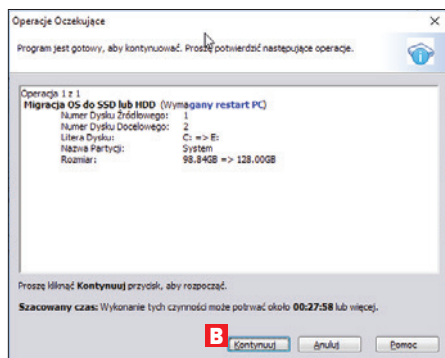 Operacje Oczekujące
Program jest gotowy, aby kontynuować. Proszę potwierdzić następujące operacje.
Operacja 1 z 1
Migracja OS do SSD lub HDD (Wymagany restart PC)
Numer Dysku Źródłowego: 1
Numer Dysku Docelowego: 2
Litera Dysku: C: => E:
Nazwa Partycji: System
Rozmiar: 98.84GB => 128.00GB
Proszę kliknąć Kontynuuj przycisk, aby rozpocząć.
Szacowany czas: Wykonanie tych czynności może potrwać około 00:27:58 lub więcej.
B Kontynuuj Anuluj Pomoc